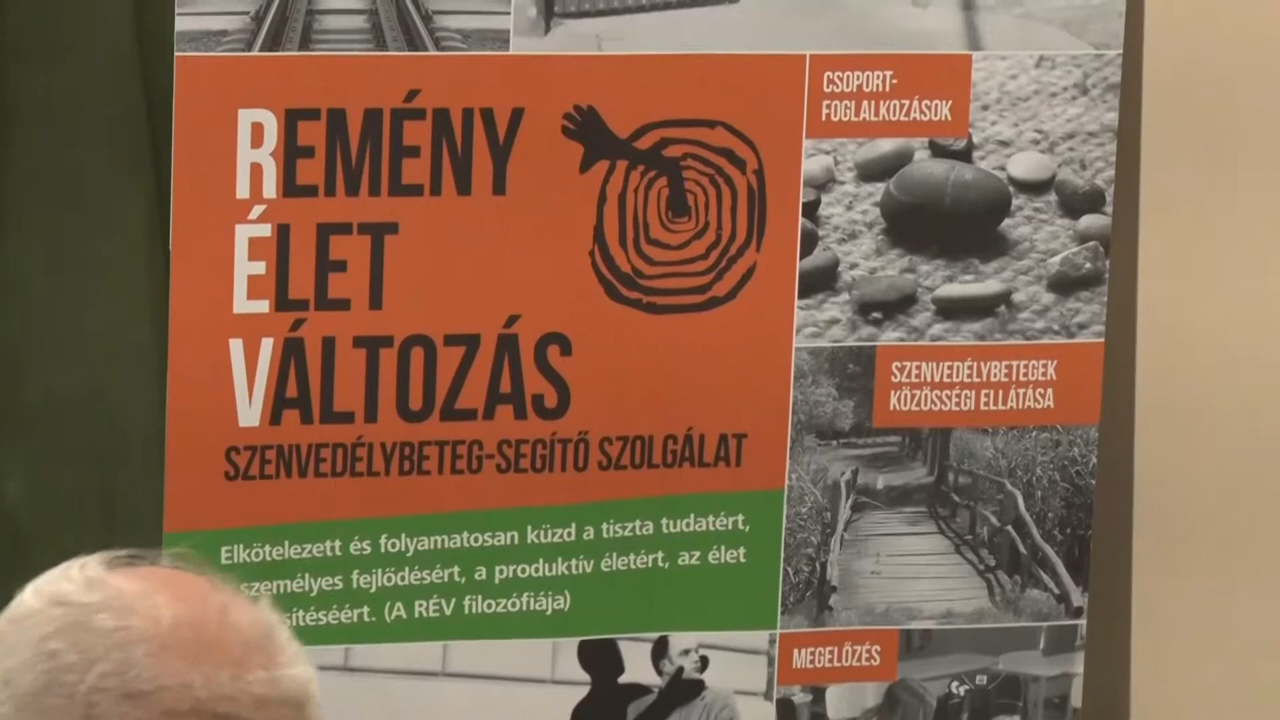 REMÉNY
ÉLET
VÁLTOZÁS
SZENVEDÉLYBETEG-SEGÍTŐ SZOLGÁLAT
Elkötelezett és folyamatosan küzd a tiszta tudatért,
személyes fejlődésért, a produktív életért, az élet
(A RÉV filozófiája)
CSOPORT-
FOGLALKOZÁSOK
SZENVEDÉLYBETEGEK
KÖZÖSSÉGI ELLÁTÁSA
MEGELŐZÉS